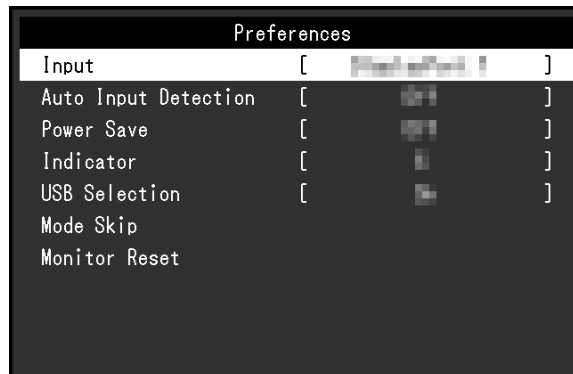 Preferences
Input [ ]
Auto Input Detection [ ]
Power Save [ ]
Indicator [ ]
USB Selection [ ]
Mode Skip
Monitor Reset